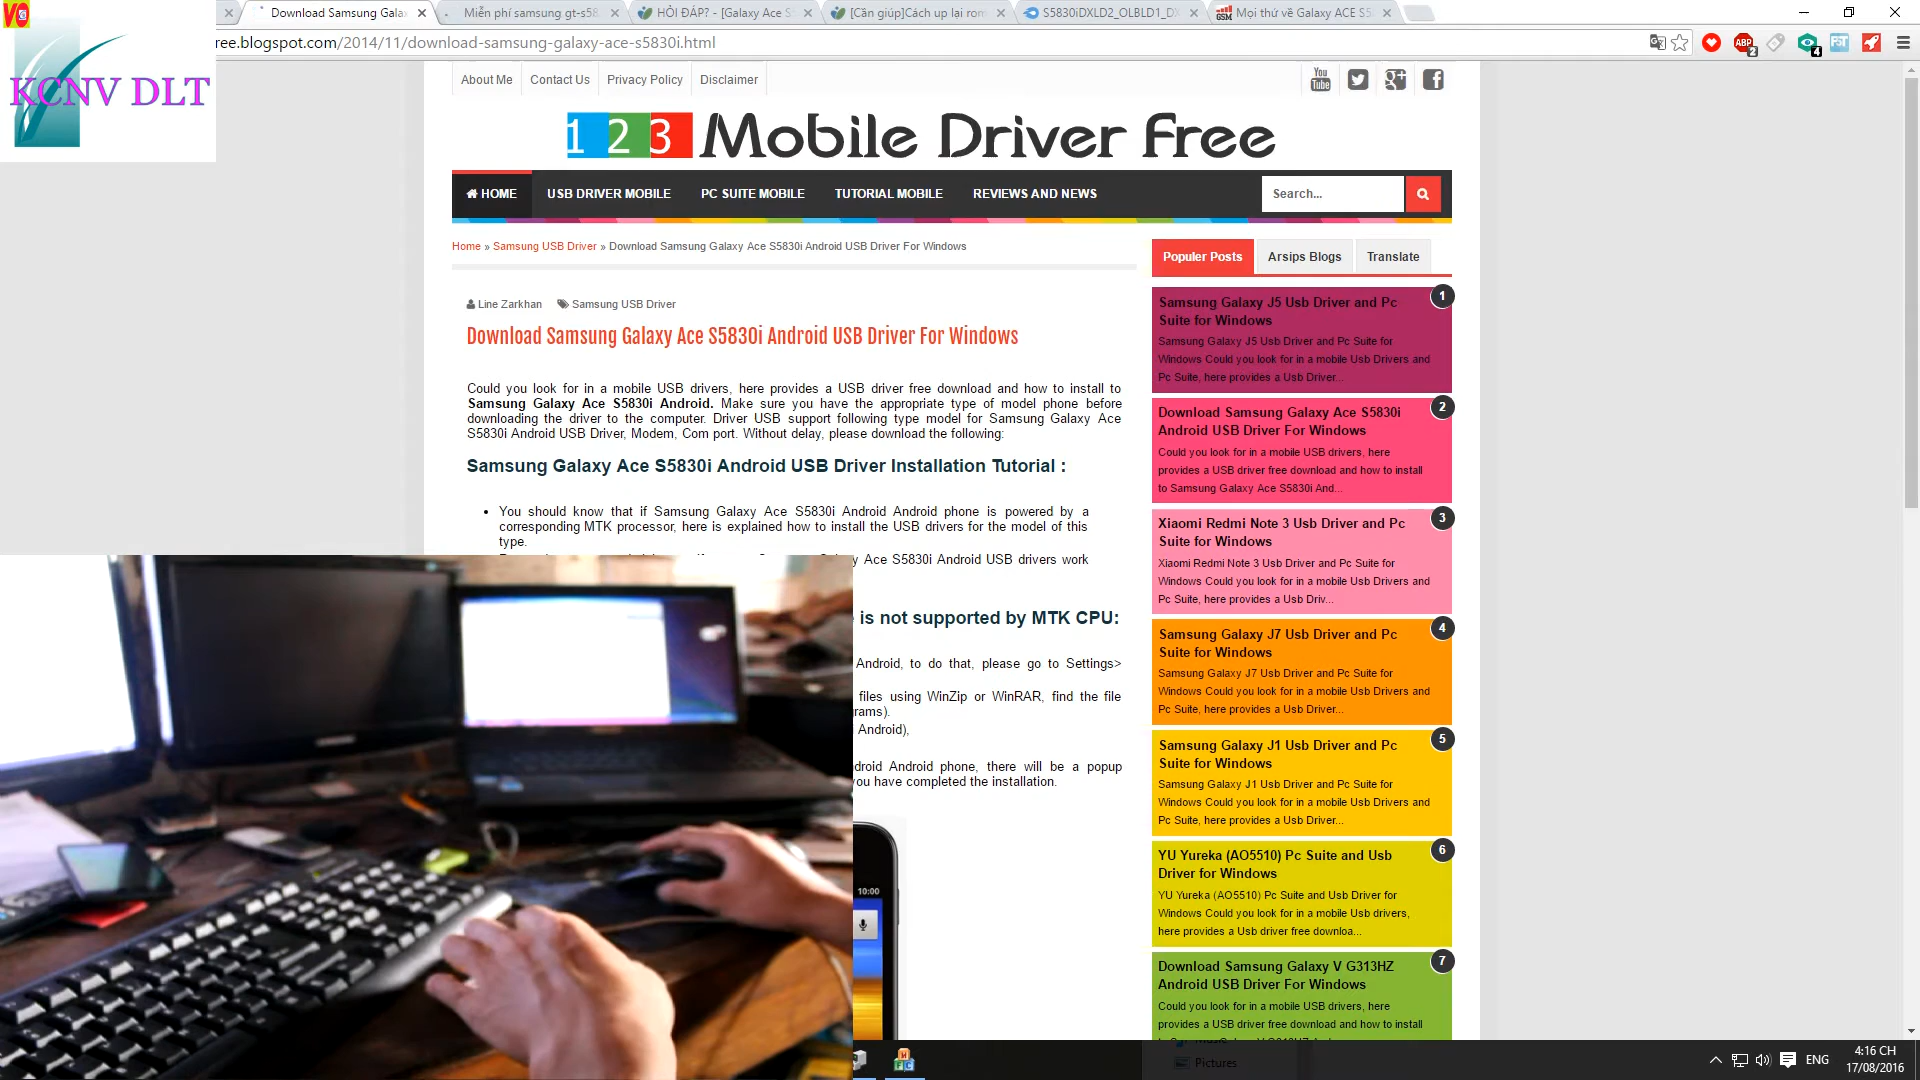 Download Samsung Gala
Miễn phí samsung gt-s58
HỎI ĐÁP? - [Galaxy Ace S
[Cần giúp]Cách up lại rom
S5830iDXLD2_OLBLD1_DX
Mọi thứ về Galaxy ACE S5
KCNV DLT
ree.blogspot.com/2014/11/download-samsung-galaxy-ace-s5830i.html
About Me
Contact Us
Privacy Policy
Disclaimer
1 2 3 Mobile Driver Free
HOME
USB DRIVER MOBILE
PC SUITE MOBILE
TUTORIAL MOBILE
REVIEWS AND NEWS
Search...
Home » Samsung USB Driver » Download Samsung Galaxy Ace S5830i Android USB Driver For Windows
Line Zarkhan
Samsung USB Driver
Download Samsung Galaxy Ace S5830i Android USB Driver For Windows
Could you look for in a mobile USB drivers, here provides a USB driver free download and how to install to
Samsung Galaxy Ace S5830i Android. Make sure you have the appropriate type of model phone before
downloading the driver to the computer. Driver USB support following type model for Samsung Galaxy Ace
S5830i Android USB Driver, Modem, Com port. Without delay, please download the following:
Samsung Galaxy Ace S5830i Android USB Driver Installation Tutorial :
You should know that if Samsung Galaxy Ace S5830i Android Android phone is powered by a
corresponding MTK processor, here is explained how to install the USB drivers for the model of this
type.
y Ace S5830i Android USB drivers work
is not supported by MTK CPU:
Android, to do that, please go to Settings>
files using WinZip or WinRAR, find the file
rams).
Android),
droid Android phone, there will be a popup
you have completed the installation.
10:00
Populer Posts
Arsips Blogs
Translate
1
Samsung Galaxy J5 Usb Driver and Pc
Suite for Windows
Samsung Galaxy J5 Usb Driver and Pc Suite for
Windows Could you look for in a mobile Usb Drivers and
Pc Suite, here provides a Usb Driver...
2
Download Samsung Galaxy Ace S5830i
Android USB Driver For Windows
Could you look for in a mobile USB drivers, here
provides a USB driver free download and how to install
to Samsung Galaxy Ace S5830i And...
3
Xiaomi Redmi Note 3 Usb Driver and Pc
Suite for Windows
Xiaomi Redmi Note 3 Usb Driver and Pc Suite for
Windows Could you look for in a mobile Usb Drivers and
Pc Suite, here provides a Usb Driv...
4
Samsung Galaxy J7 Usb Driver and Pc
Suite for Windows
Samsung Galaxy J7 Usb Driver and Pc Suite for
Windows Could you look for in a mobile Usb Drivers and
Pc Suite, here provides a Usb Driver...
5
Samsung Galaxy J1 Usb Driver and Pc
Suite for Windows
Samsung Galaxy J1 Usb Driver and Pc Suite for
Windows Could you look for in a mobile Usb Drivers and
Pc Suite, here provides a Usb Driver...
6
YU Yureka (AO5510) Pc Suite and Usb
Driver for Windows
YU Yureka (AO5510) Pc Suite and Usb Driver for
Windows Could you look for in a mobile Usb drivers,
here provides a Usb driver free downloa...
7
Download Samsung Galaxy V G313HZ
Android USB Driver For Windows
Could you look for in a mobile USB drivers, here
provides a USB driver free download and how to install
Pictures
ENG
4:16 CH
17/08/2016